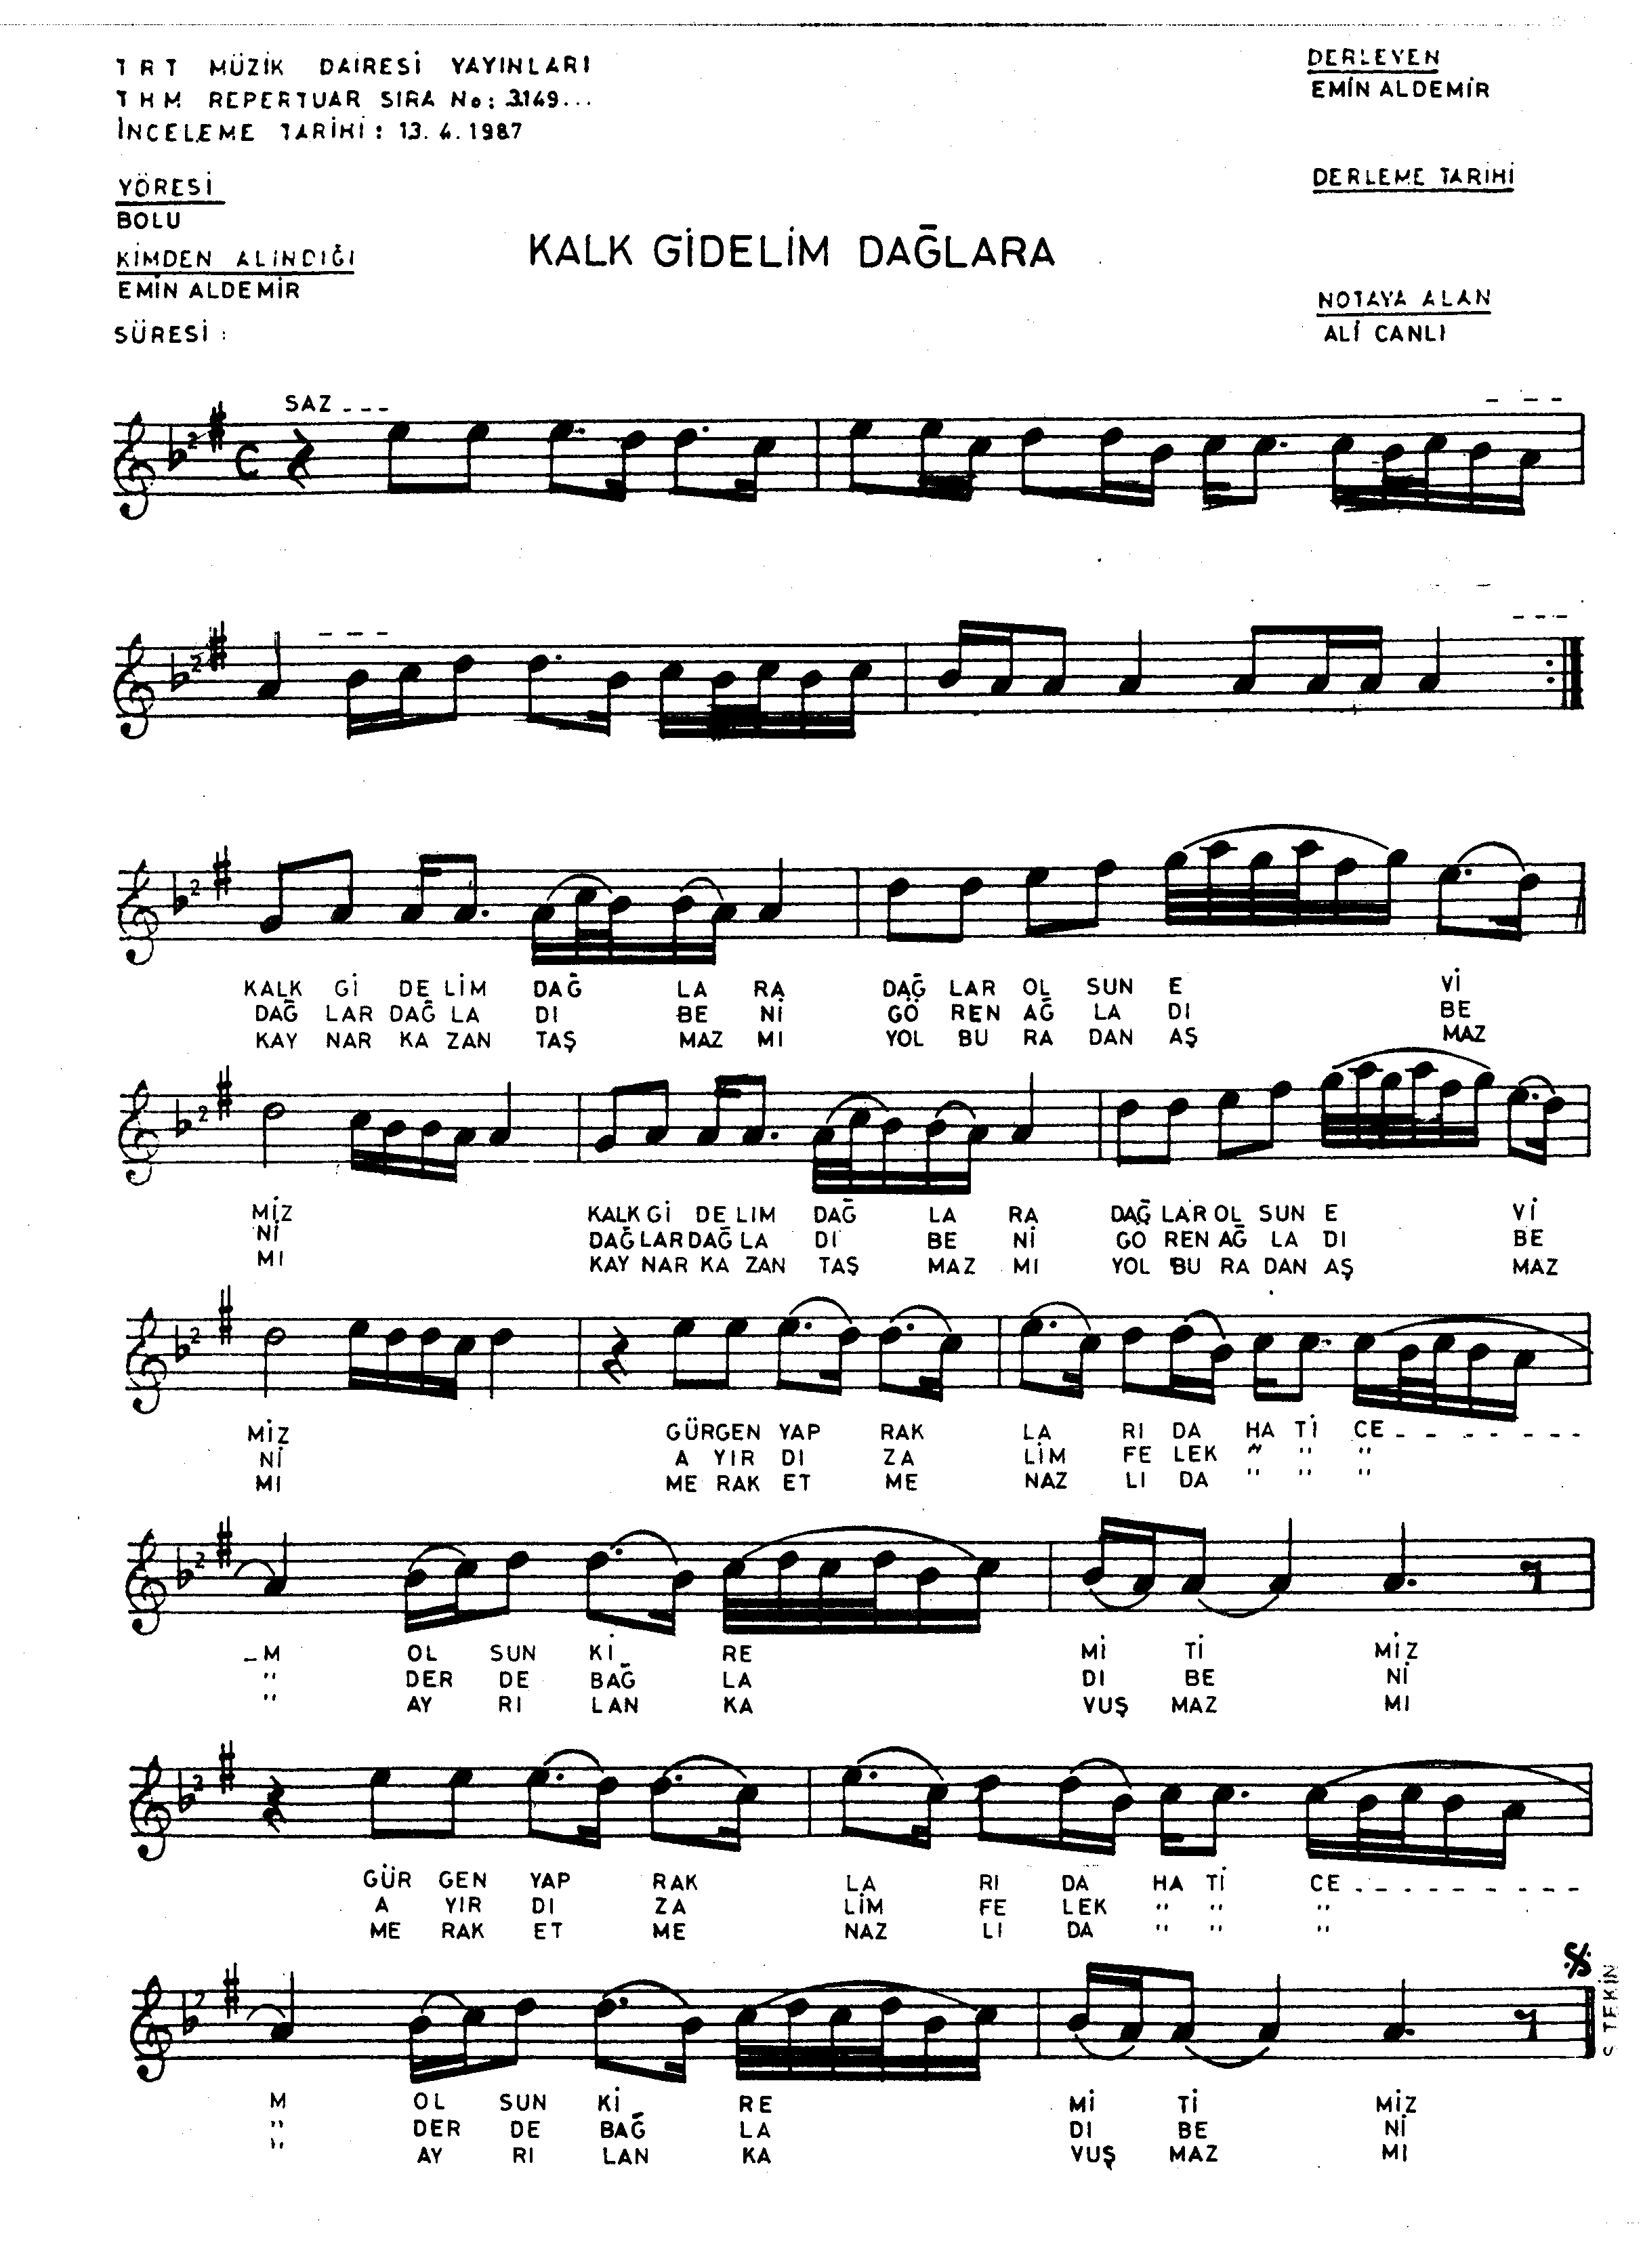 TRT MÜZİK DAİRESİ YAYINLARI
THM REPERTUAR SIRA No: 3149...
İNCELEME TARİHİ: 13.4.1987
DERLEYEN
EMİN ALDEMİR
YÖRESİ
BOLU
DERLEME TARİHİ
KİMDEN ALINDIĞI
EMİN ALDEMİR
KALK GİDELİM DAĞLARA
SÜRESİ :
NOTAYA ALAN
ALİ CANLI
SAZ _ _ _
KALK Gİ DE LİM DAĞ LA RA DAĞ LAR OL SUN E Vİ
DAĞ LAR DAĞ LA DI BE Nİ GÖ REN AĞ LA DI BE
KAY NAR KA ZAN TAŞ MAZ MI YOL BU RA DAN AŞ MAZ
MİZ KALK Gİ DE LIM DAĞ LA RA DAĞ LAR OL SUN E Vİ
Nİ DAĞ LAR DAĞ LA DI BE Nİ GÖ REN AĞ LA DI BE
MI KAY NAR KA ZAN TAŞ MAZ MI YOL BU RA DAN AŞ MAZ
MİZ GÜRGEN YAP RAK LA RI DA HA Tİ CE _ _ _ _ _ _ _
Nİ A YIR DI ZA LİM FE LEK " " "
MI ME RAK ET ME NAZ LI DA " " "
_M OL SUN Kİ RE Mİ Tİ MİZ
" DER DE BAĞ LA DI BE Nİ
" AY RI LAN KA VUŞ MAZ MI
GÜR GEN YAP RAK LA RI DA HA Tİ CE _ _ _ _ _ _ _ _
A YIR DI ZA LİM FE LEK " " "
ME RAK ET ME NAZ LI DA " " "
M OL SUN Kİ RE Mİ Tİ MİZ
" DER DE BAĞ LA DI BE Nİ
" AY RI LAN KA VUŞ MAZ MI
S.TEKİN